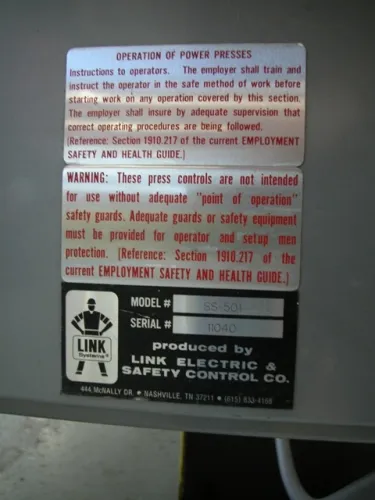 OPERATION OF POWER PRESSES
Instructions to operators. The employer shall train and
instruct the operator in the safe method of work before
starting work on any operation covered by this section.
The employer shall insure by adequate supervision that
correct operating procedures are being followed.
[Reference: Section 1910.217 of the current EMPLOYMENT
SAFETY AND HEALTH GUIDE.]
WARNING: These press controls are not intended
for use without adequate "point of operation"
safety guards. Adequate guards or safety equipment
must be provided for operator and setup men
protection. [Reference: Section 1910.217 of the
current EMPLOYMENT SAFETY AND HEALTH GUIDE.]
LINK
Systems
MODEL # SS-501
SERIAL # 11040
produced by
LINK ELECTRIC &
SAFETY CONTROL CO.
444 McNALLY DR. • NASHVILLE, TN 37211 • (615) 833-4168